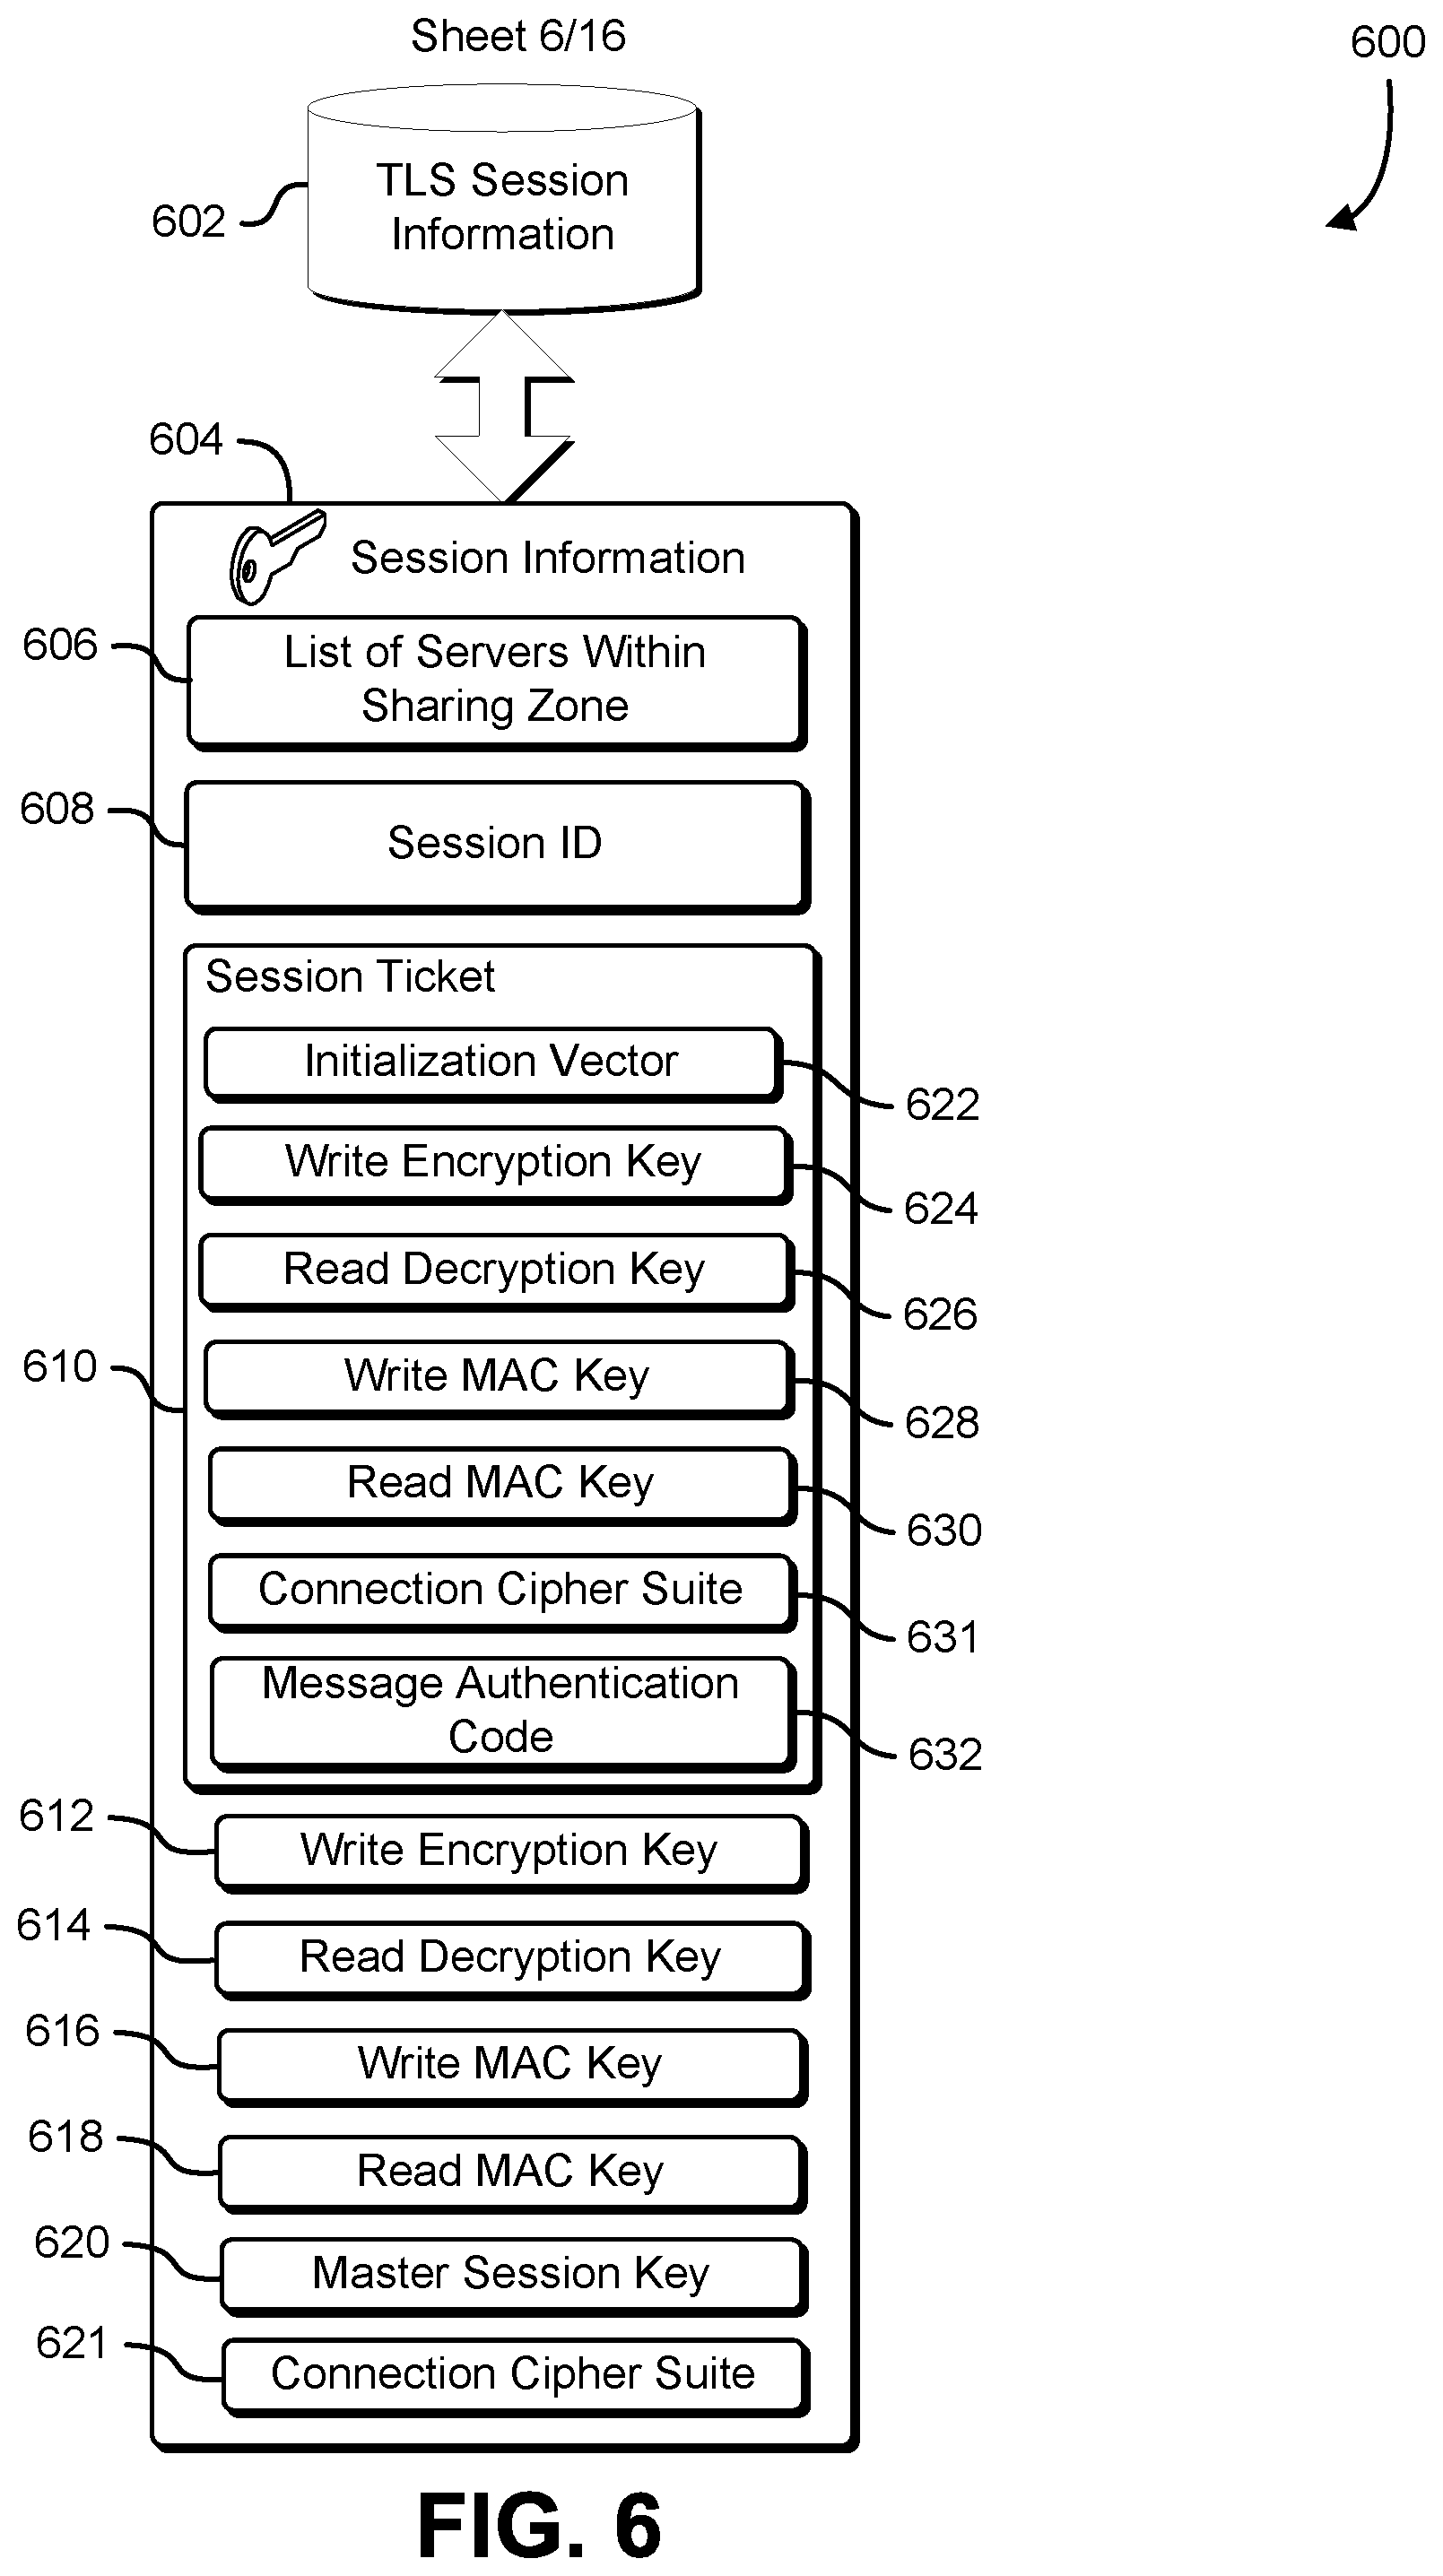 Sheet 6/16
600
TLS Session
Information
602
604
Session Information
606
List of Servers Within
Sharing Zone
608
Session ID
Session Ticket
Initialization Vector
622
Write Encryption Key
624
Read Decryption Key
626
610
Write MAC Key
628
Read MAC Key
630
Connection Cipher Suite
631
Message Authentication
Code
632
612
Write Encryption Key
614
Read Decryption Key
616
Write MAC Key
618
Read MAC Key
620
Master Session Key
621
Connection Cipher Suite
FIG. 6